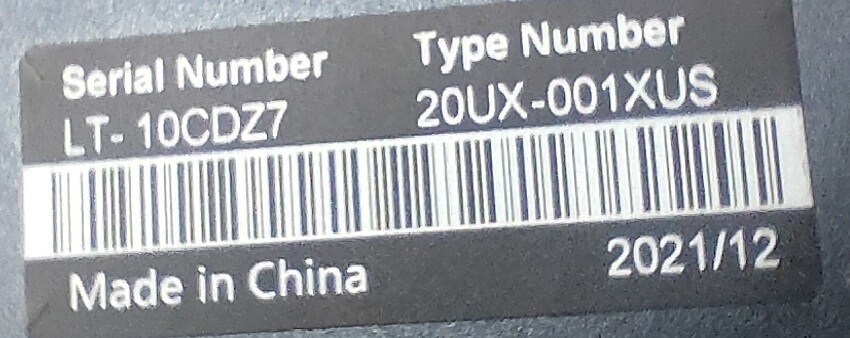 Serial Number Type Number
LT- 10CDZ7 20UX-001XUS
Made in China 2021/12